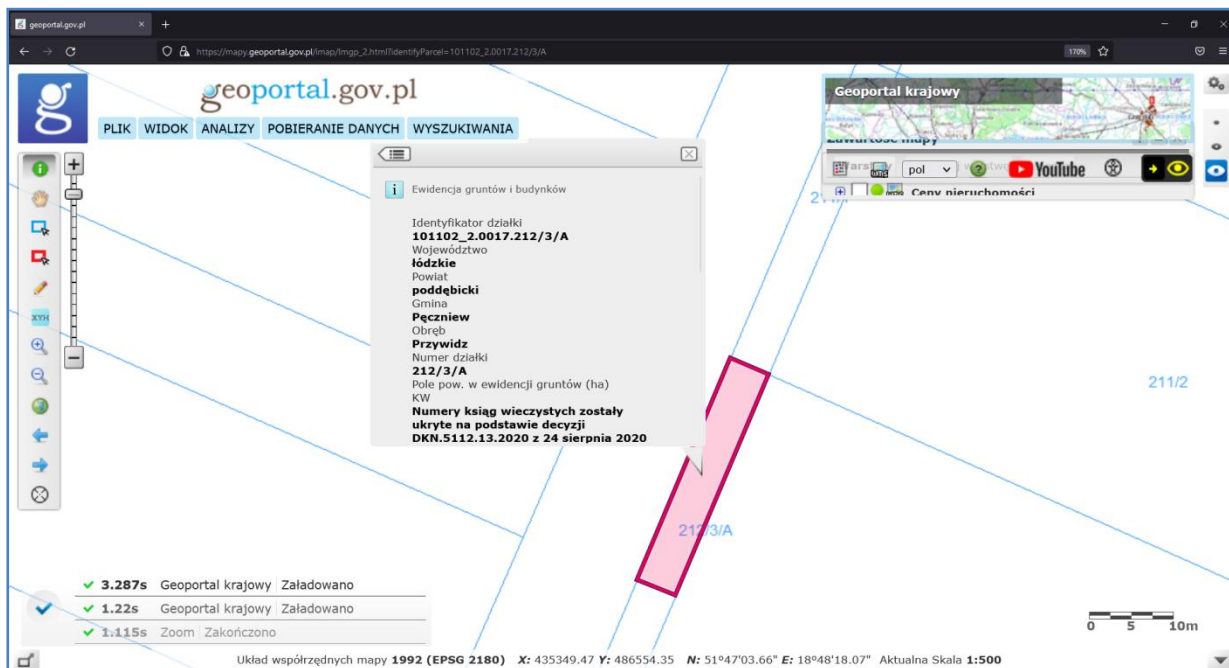 geoportal.gov.pl
https://mapy.geoportal.gov.pl/imap/Imgp_2.html?identifyParcel=101102_2.0017.212/3/A
170%
geoportal.gov.pl
PLIK WIDOK ANALIZY POBIERANIE DANYCH WYSZUKIWANIA
Geoportal krajowy
Zawartość mapy
pol
YouTube
Ceny nieruchomości
XYH
Ewidencja gruntów i budynków
Identyfikator działki
101102_2.0017.212/3/A
Województwo
łódzkie
Powiat
poddębicki
Gmina
Pęczniew
Obręb
Przywidz
Numer działki
212/3/A
Pole pow. w ewidencji gruntów (ha)
KW
Numery ksiąg wieczystych zostały
ukryte na podstawie decyzji
DKN.5112.13.2020 z 24 sierpnia 2020
211/2
212/3/A
3.287s Geoportal krajowy Załadowano
1.22s Geoportal krajowy Załadowano
1.115s Zoom Zakończono
0 5 10m
Układ współrzędnych mapy 1992 (EPSG 2180) X: 435349.47 Y: 486554.35 N: 51°47'03.66" E: 18°48'18.07" Aktualna Skala 1:500